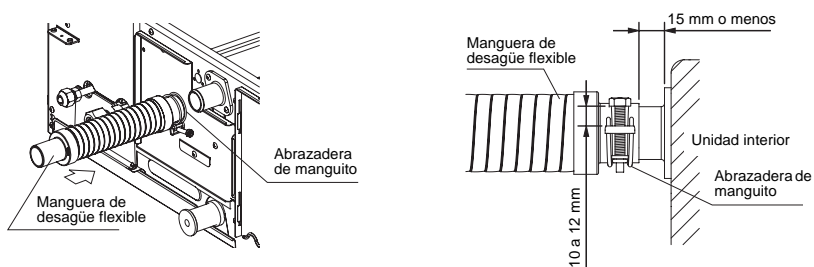 Abrazadera
de manguito
Manguera de
desagüe flexible
15 mm o menos
Manguera de
desagüe flexible
Unidad interior
Abrazadera de
manguito
10 a 12 mm